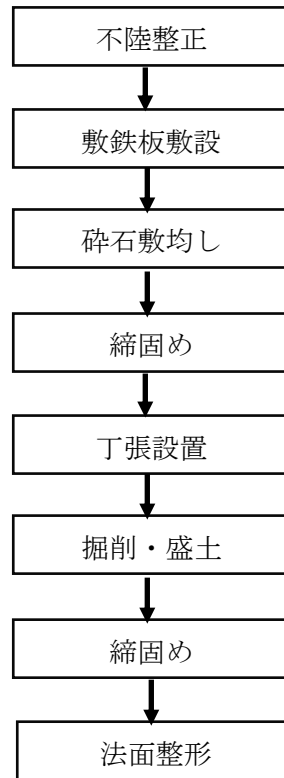 不陸整正
敷鉄板敷設
砕石敷均し
締固め
丁張設置
掘削・盛土
締固め
法面整形